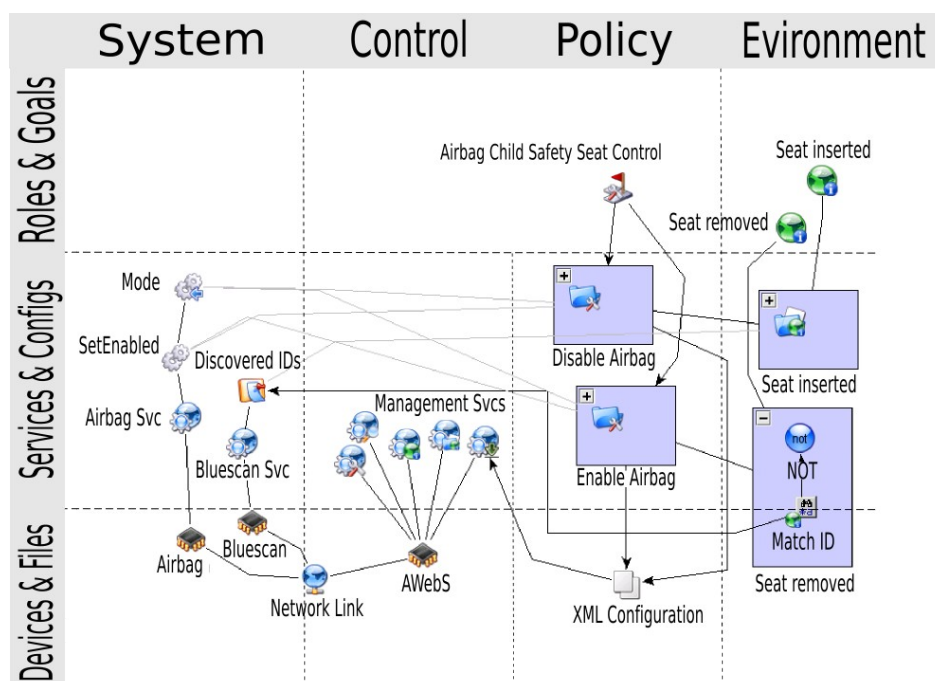 System Control Policy Evironment
Roles & Goals
Airbag Child Safety Seat Control
Seat inserted
Seat removed
Services & Configs
Mode
SetEnabled
Discovered IDs
Disable Airbag
Seat inserted
Airbag Svc
Management Svcs
Bluescan Svc
Enable Airbag
not
NOT
Devices & Files
Airbag
Bluescan
Network Link
AWebS
XML Configuration
Match ID
Seat removed